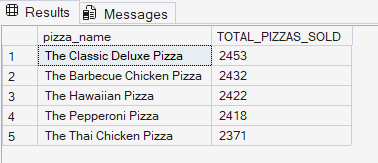 Results Messages
pizza_name TOTAL_PIZZAS_SOLD
1 The Classic Deluxe Pizza 2453
2 The Barbecue Chicken Pizza 2432
3 The Hawaiian Pizza 2422
4 The Pepperoni Pizza 2418
5 The Thai Chicken Pizza 2371